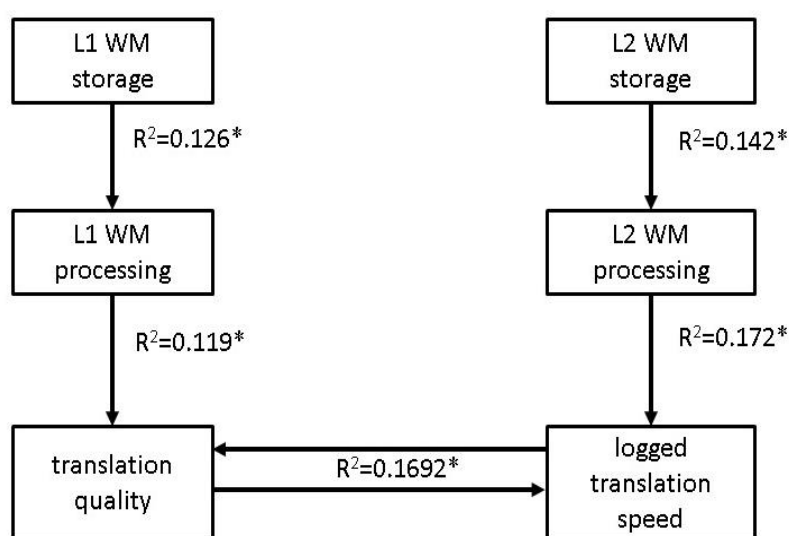 L1 WM
storage
L2 WM
storage
R²=0.126*
R²=0.142*
L1 WM
processing
L2 WM
processing
R²=0.119*
R²=0.172*
translation
quality
R²=0.1692*
logged
translation
speed